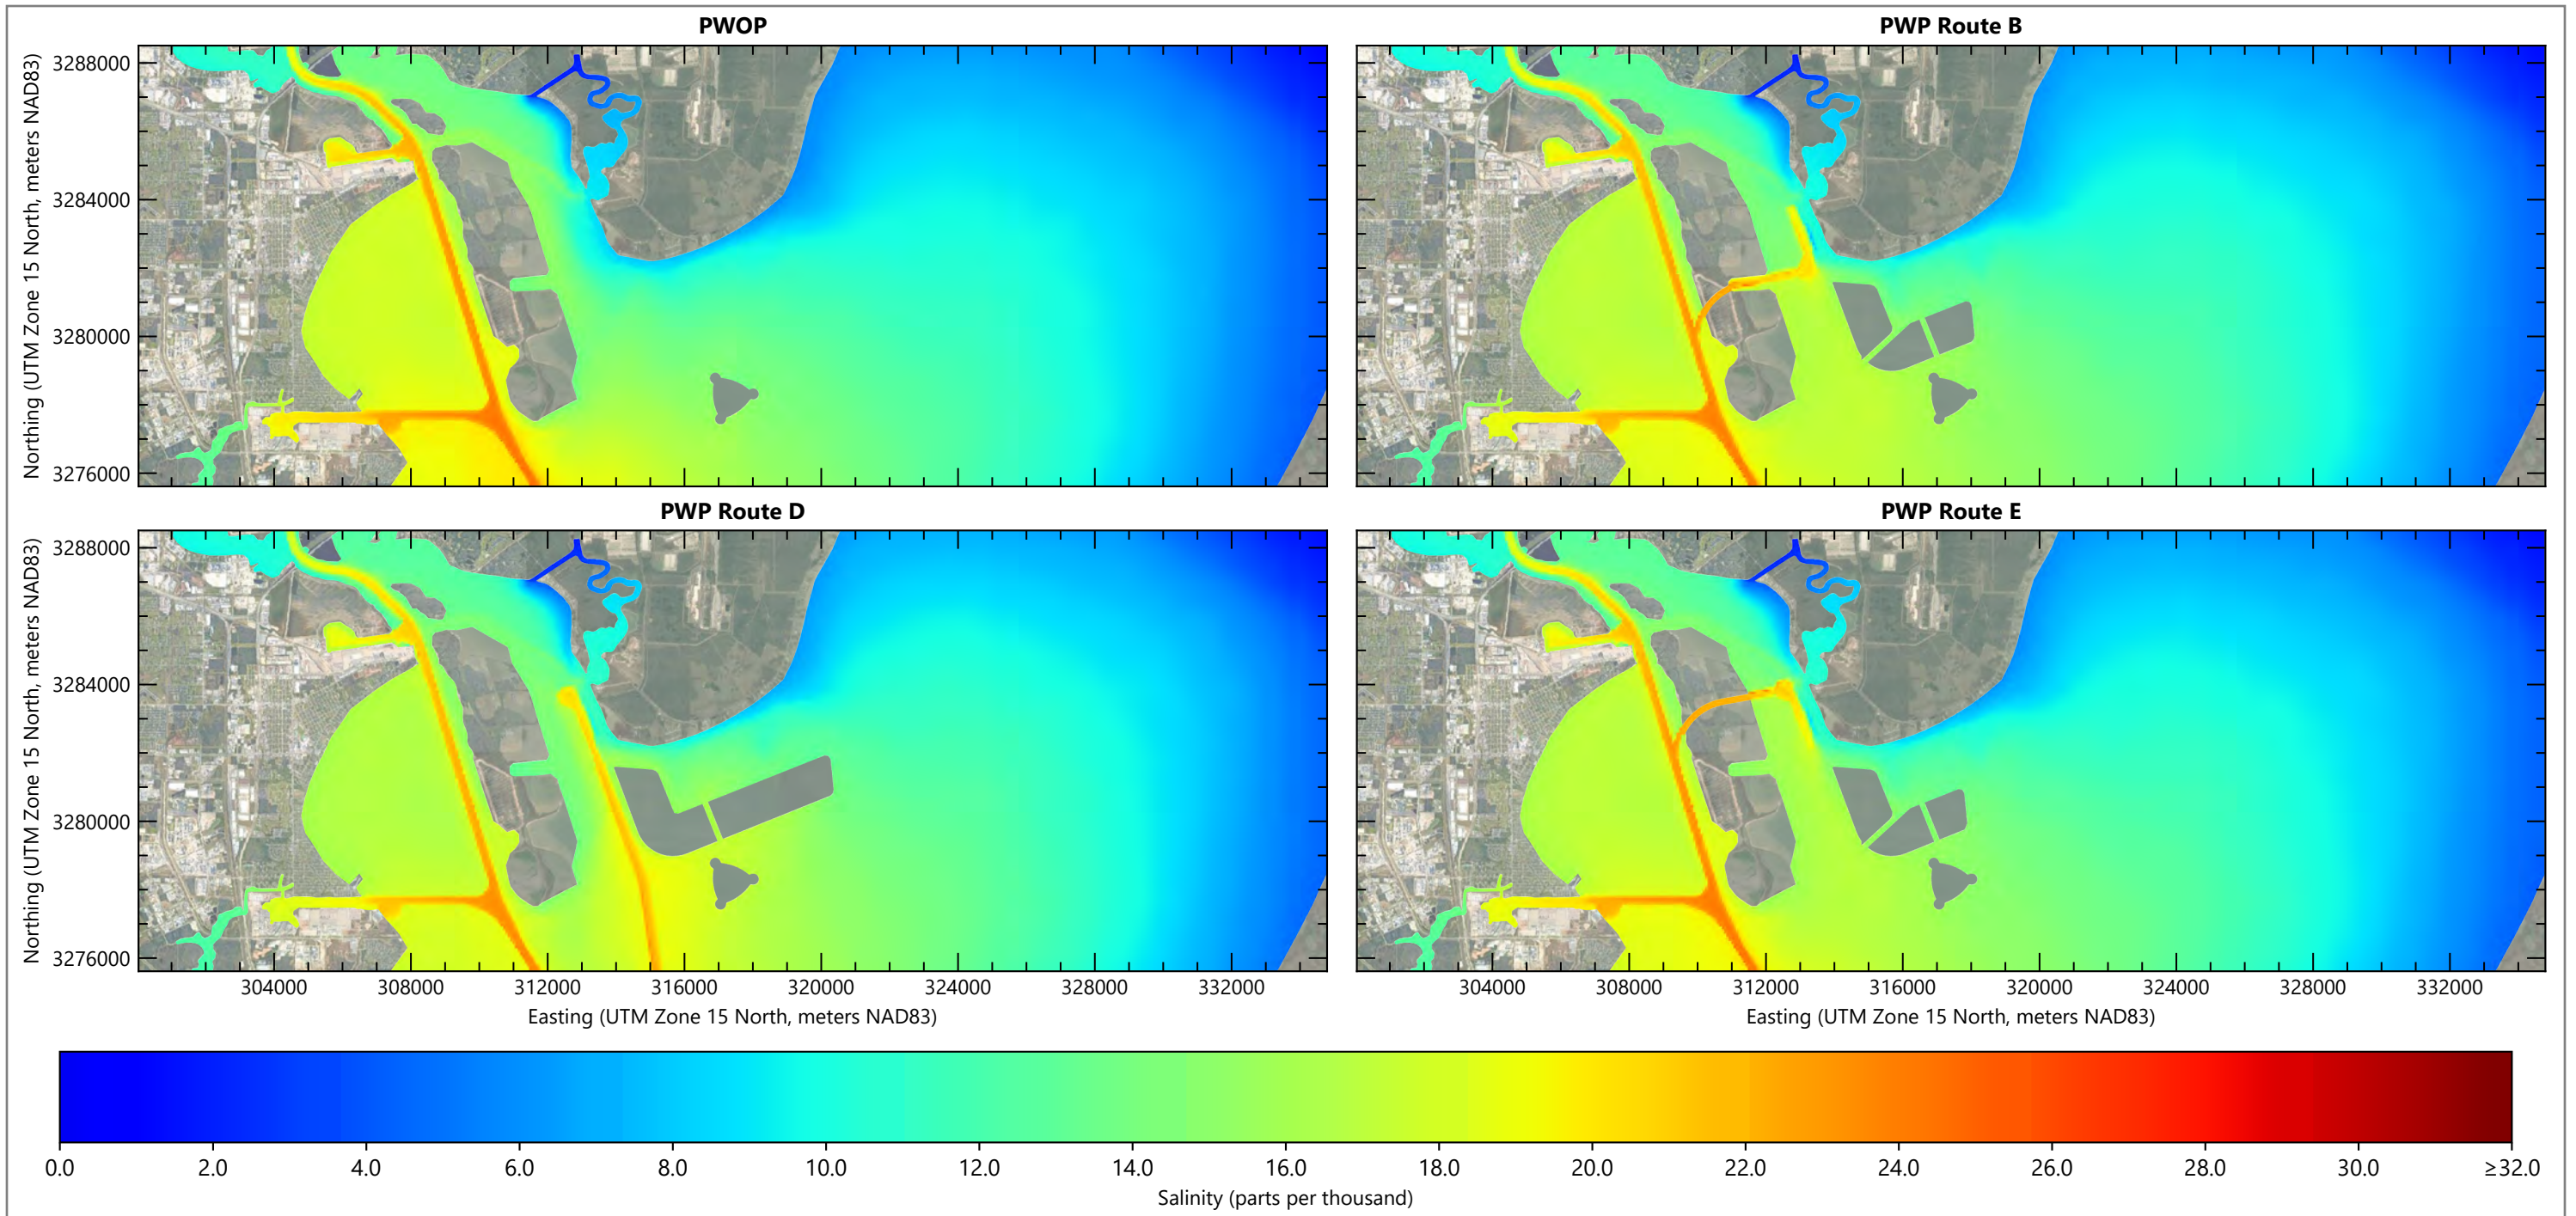 PWOP
PWP Route B
Northing (UTM Zone 15 North, meters NAD83)
3288000
3284000
3280000
3276000
PWP Route D
PWP Route E
Northing (UTM Zone 15 North, meters NAD83)
3288000
3284000
3280000
3276000
304000 308000 312000 316000 320000 324000 328000 332000
304000 308000 312000 316000 320000 324000 328000 332000
Easting (UTM Zone 15 North, meters NAD83)
Easting (UTM Zone 15 North, meters NAD83)
0.0 2.0 4.0 6.0 8.0 10.0 12.0 14.0 16.0 18.0 20.0 22.0 24.0 26.0 28.0 30.0 ≥32.0
Salinity (parts per thousand)